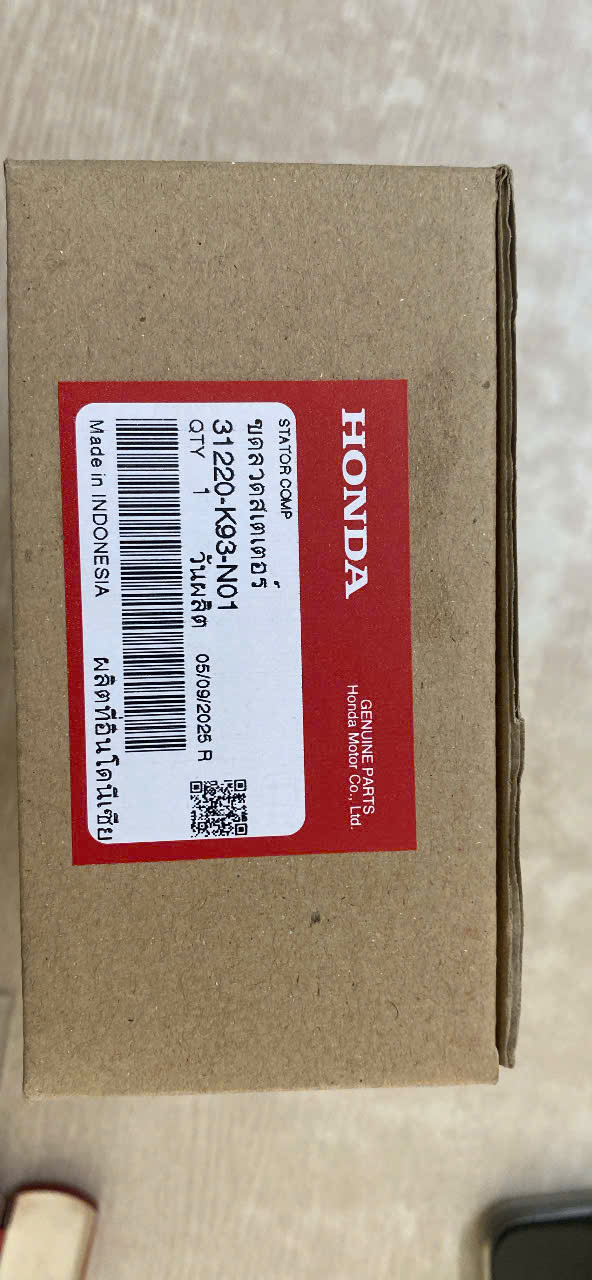 HONDA
GENUINE PARTS
Honda Motor Co., Ltd.
STATOR COMP
ขดลวดสเตเตอร์
31220-K93-N01
QTY 1 วันผลิต 05/09/2025 R
Made in INDONESIA ผลิตที่อินโดนีเซีย